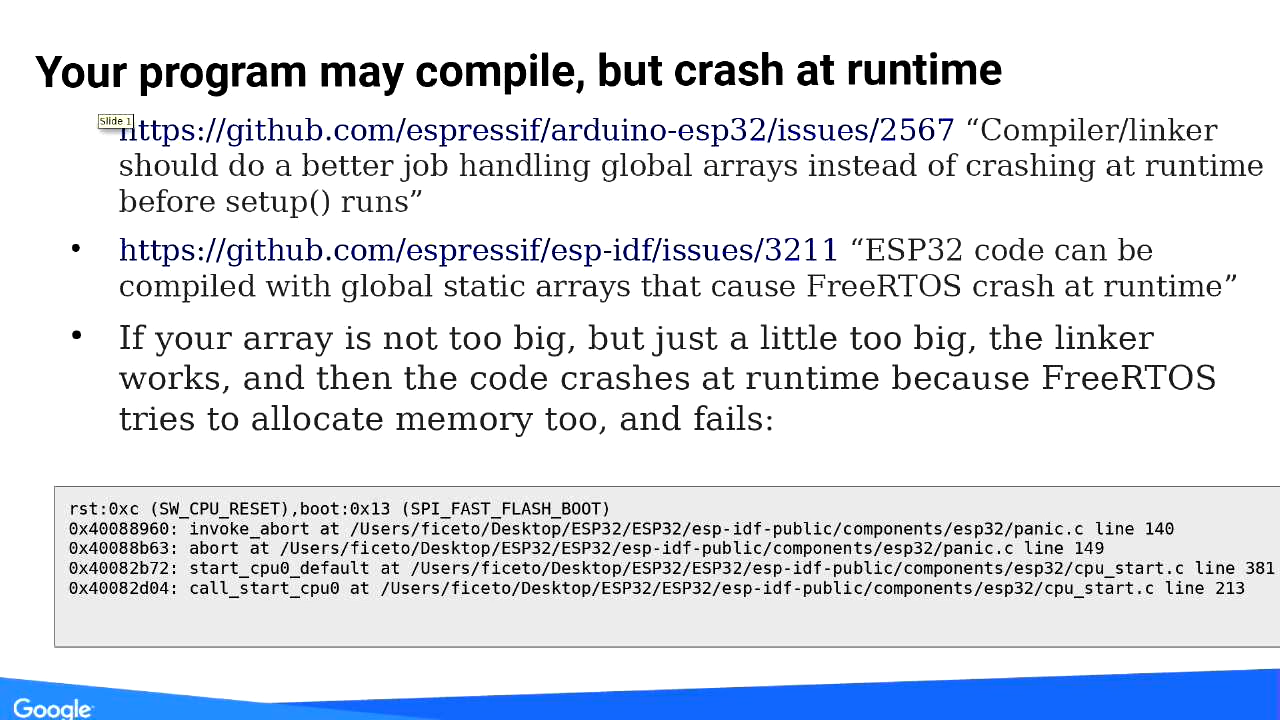 Your program may compile, but crash at runtime
Slide 1
https://github.com/espressif/arduino-esp32/issues/2567 “Compiler/linker
should do a better job handling global arrays instead of crashing at runtime
before setup() runs”
• https://github.com/espressif/esp-idf/issues/3211 “ESP32 code can be
compiled with global static arrays that cause FreeRTOS crash at runtime”
• If your array is not too big, but just a little too big, the linker
works, and then the code crashes at runtime because FreeRTOS
tries to allocate memory too, and fails:
rst:0xc (SW_CPU_RESET),boot:0x13 (SPI_FAST_FLASH_BOOT)
0x40088960: invoke_abort at /Users/ficeto/Desktop/ESP32/ESP32/esp-idf-public/components/esp32/panic.c line 140
0x40088b63: abort at /Users/ficeto/Desktop/ESP32/ESP32/esp-idf-public/components/esp32/panic.c line 149
0x40082b72: start_cpu0_default at /Users/ficeto/Desktop/ESP32/ESP32/esp-idf-public/components/esp32/cpu_start.c line 381
0x40082d04: call_start_cpu0 at /Users/ficeto/Desktop/ESP32/ESP32/esp-idf-public/components/esp32/cpu_start.c line 213
Google